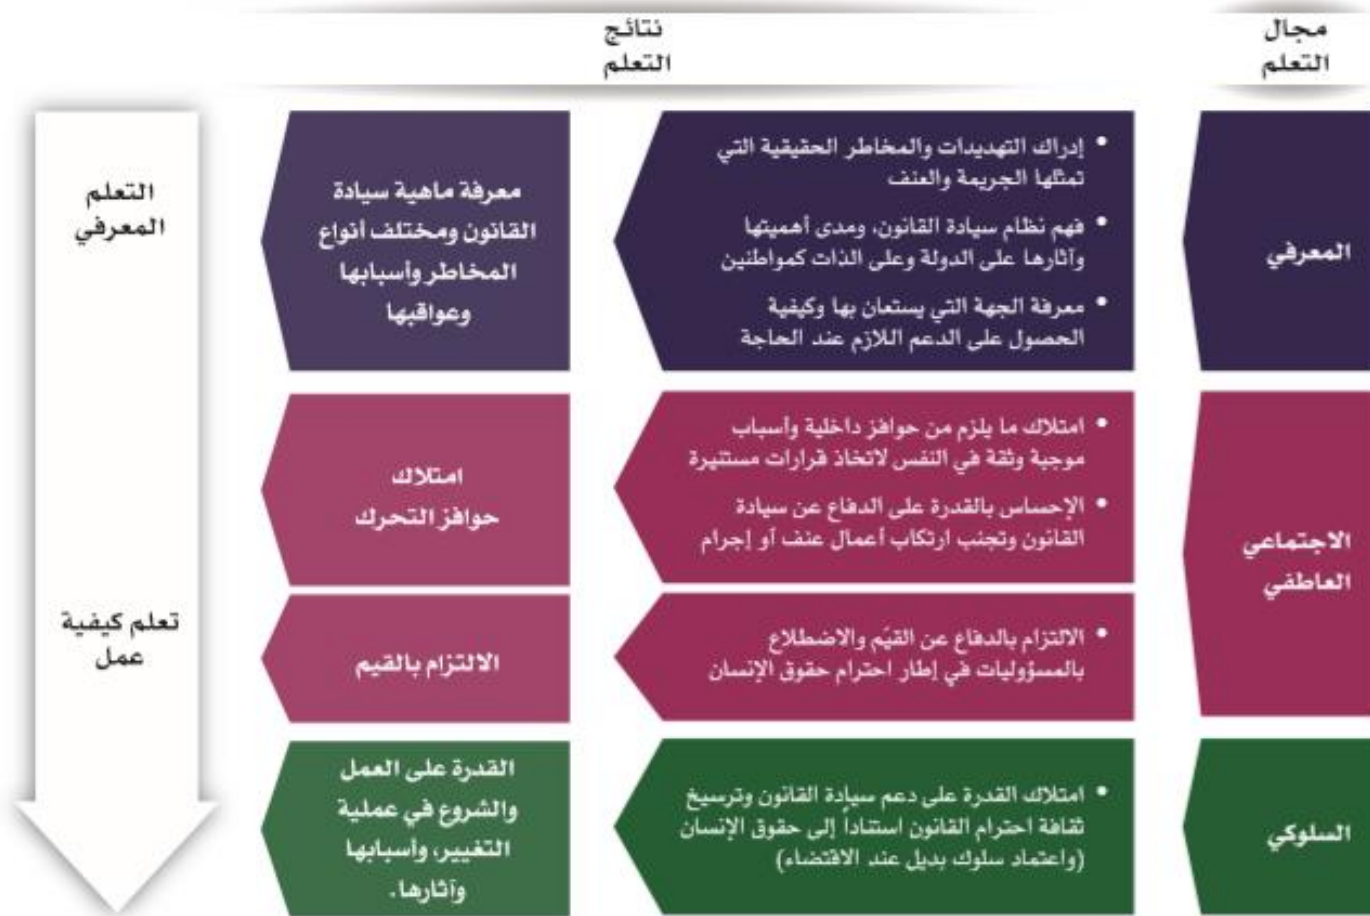 مجال
التعلم
نتائج
التعلم
المعرفي
• إدراك التهديدات والمخاطر الحقيقية التي
تمثلها الجريمة والعنف
• فهم نظام سيادة القانون، ومدى أهميتها
وآثارها على الدولة وعلى الذات كمواطنين
• معرفة الجهة التي يستعان بها وكيفية
الحصول على الدعم اللازم عند الحاجة
معرفة ماهية سيادة
القانون ومختلف أنواع
المخاطر وأسبابها
وعواقبها
التعلم
المعرفي
الاجتماعي
العاطفي
• امتلاك ما يلزم من حوافز داخلية وأسباب
موجبة وثقة في النفس لاتخاذ قرارات مستنيرة
• الإحساس بالقدرة على الدفاع عن سيادة
القانون وتجنب ارتكاب أعمال عنف أو إجرام
امتلاك
حوافز التحرك
• الالتزام بالدفاع عن القيَم والاضطلاع
بالمسؤوليات في إطار احترام حقوق الإنسان
الالتزام بالقيم
تعلم كيفية
عمل
السلوكي
• امتلاك القدرة على دعم سيادة القانون وترسيخ
ثقافة احترام القانون استناداً إلى حقوق الإنسان
(واعتماد سلوك بديل عند الاقتضاء)
القدرة على العمل
والشروع في عملية
التغيير، وأسبابها
وآثارها.